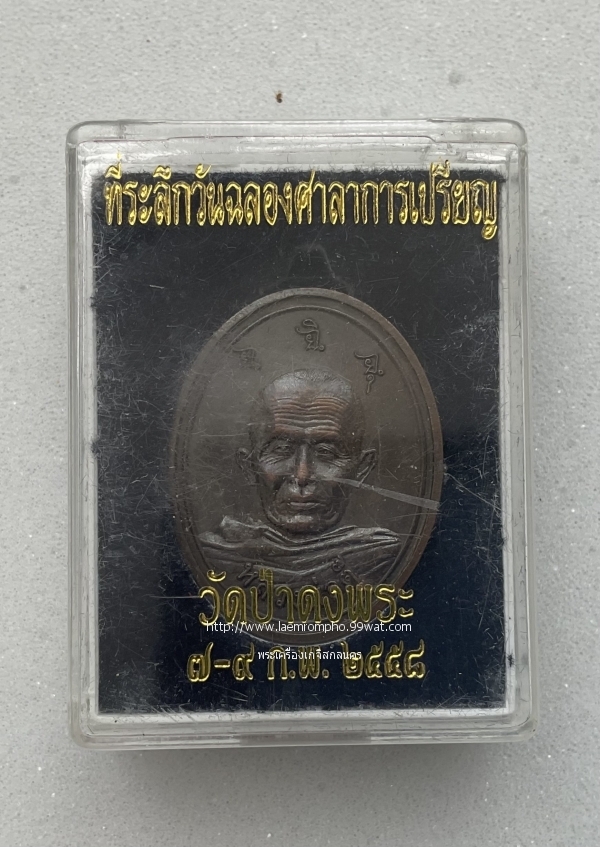 ที่ระลึกวันฉลองศาลาการเปรียญ
วัดป่าดงพระ
http://www.laemrompho.99wat.com
พระเครื่องเกจิสกลนคร
๗-๙ ก.พ. ๒๕๕๘